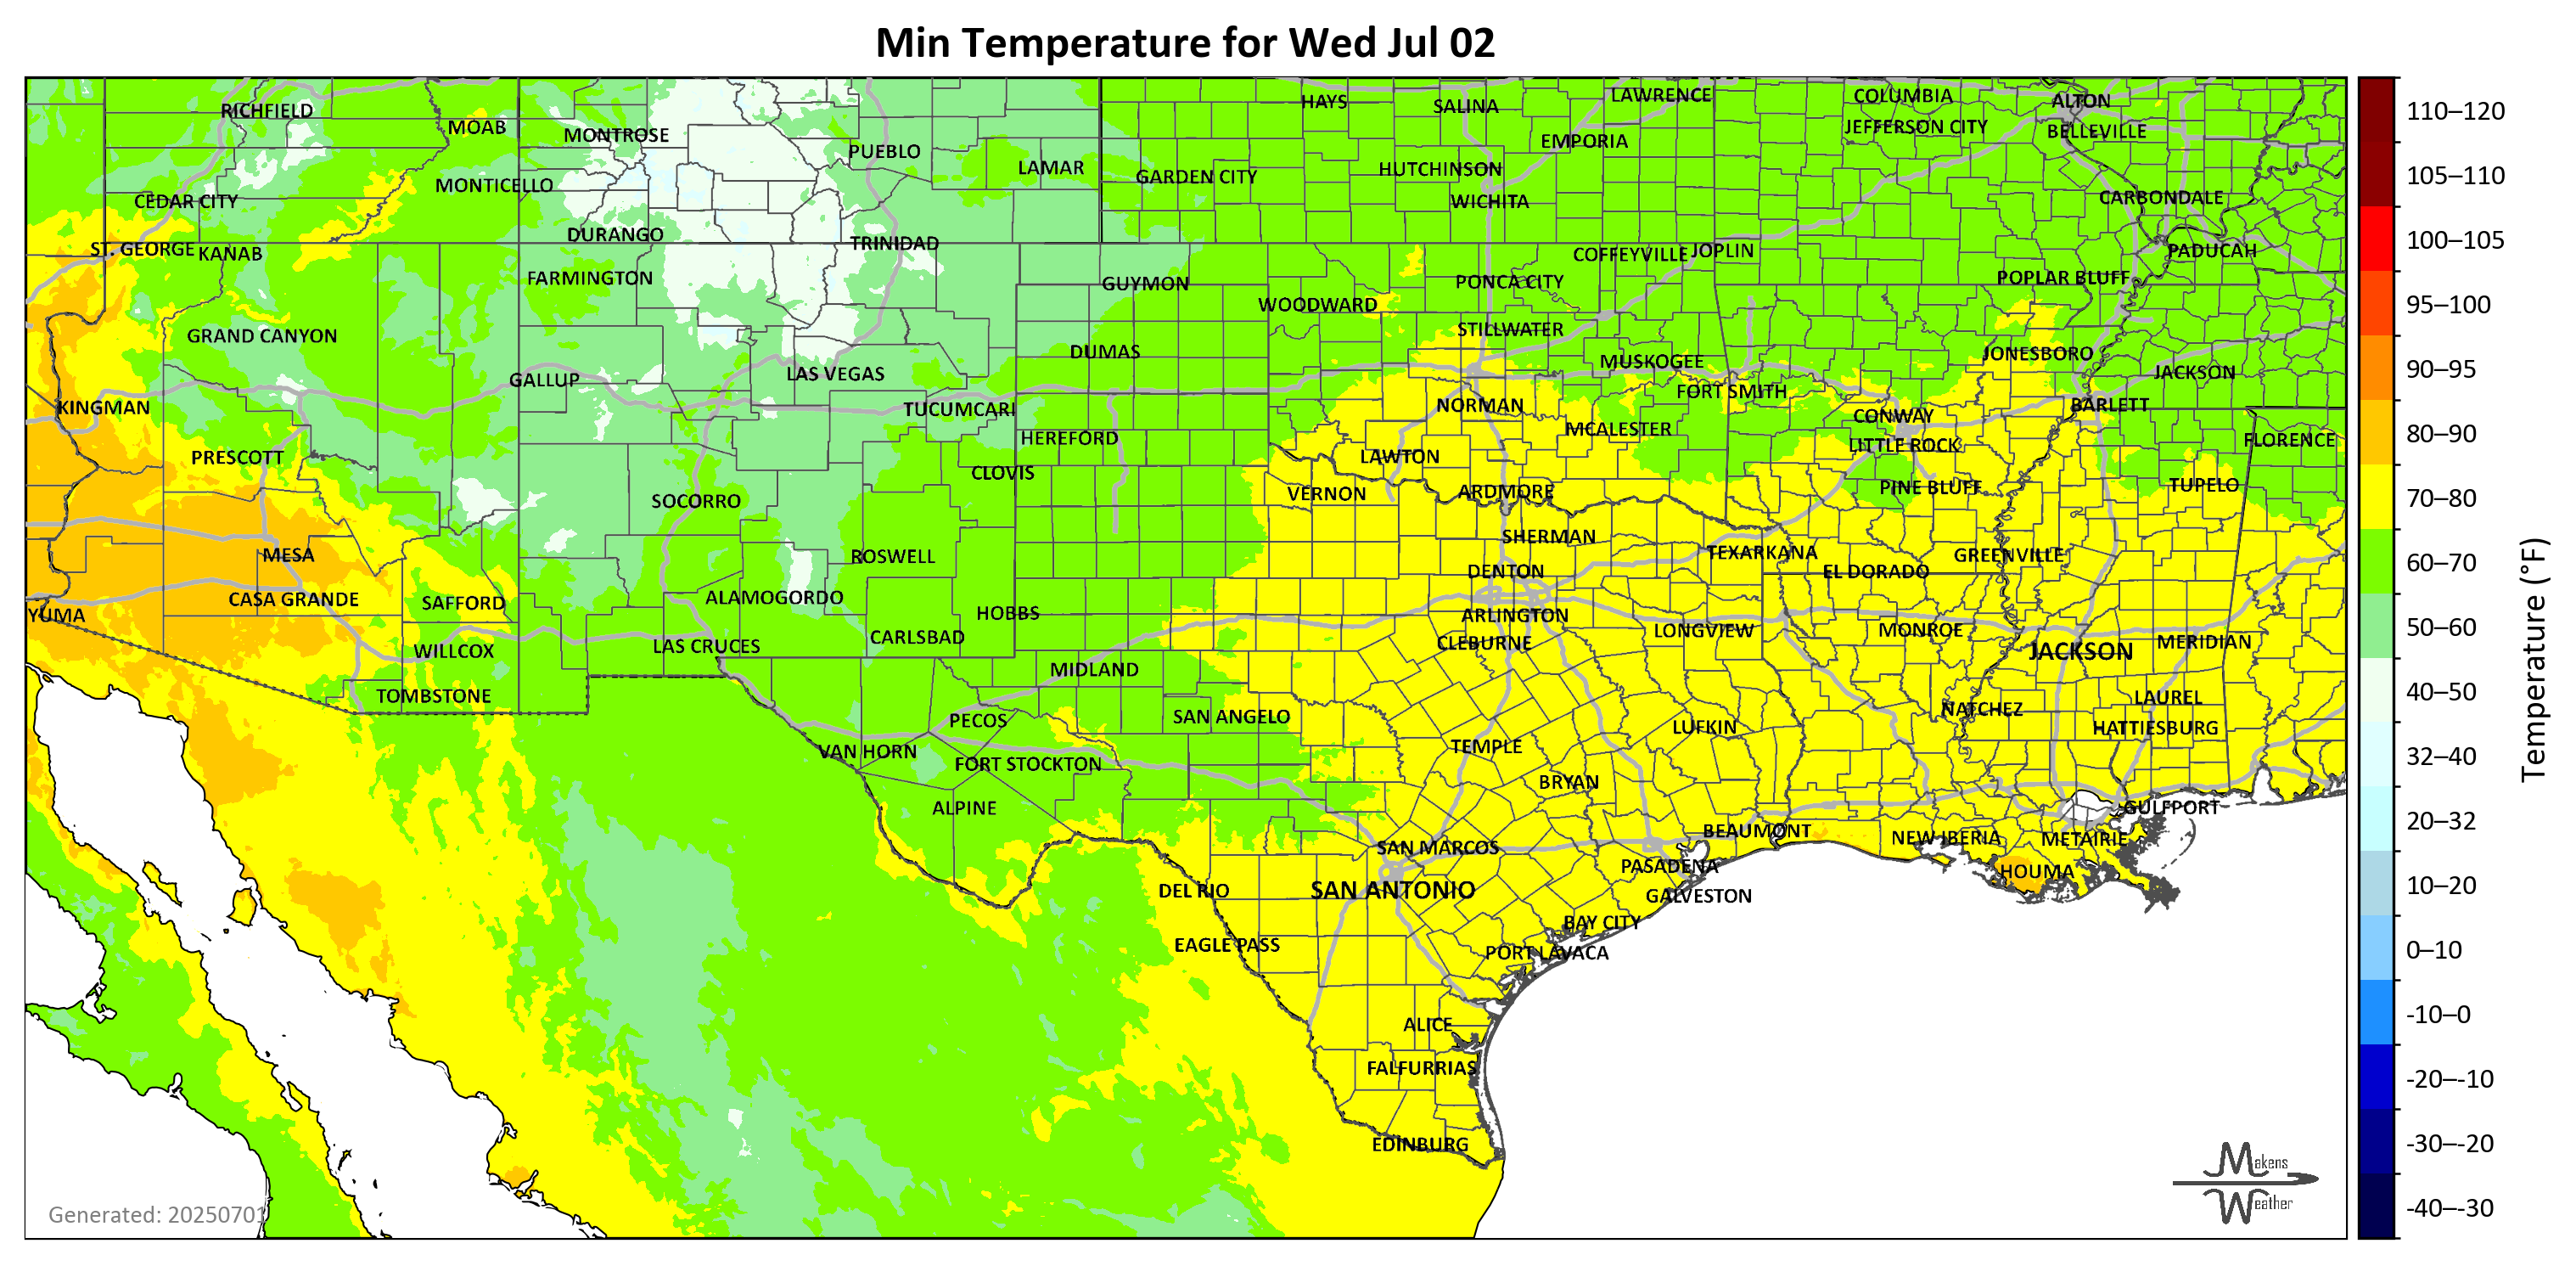 Min Temperature for Wed Jul 02
RICHFIELD
MOAB
MONTROSE
PUEBLO
LAMAR
HAYS
SALINA
LAWRENCE
COLUMBIA
ALTON
JEFFERSON CITY
BELLEVILLE
EMPORIA
GARDEN CITY
HUTCHINSON
WICHITA
MONTICELLO
CEDAR CITY
CARBONDALE
DURANGO
TRINIDAD
ST. GEORGE
KANAB
COFFEYVILLE
JOPLIN
PADUCAH
FARMINGTON
GUYMON
PONCA CITY
POPLAR BLUFF
WOODWARD
GRAND CANYON
STILLWATER
DUMAS
MUSKOGEE
JONESBORO
GALLUP
LAS VEGAS
FORT SMITH
JACKSON
KINGMAN
TUCUMCARI
NORMAN
CONWAY
BARLETT
HEREFORD
MCALESTER
LITTLE ROCK
FLORENCE
PRESCOTT
CLOVIS
LAWTON
SOCORRO
VERNON
ARDMORE
PINE BLUFF
TUPELO
MESA
ROSWELL
SHERMAN
TEXARKANA
GREENVILLE
DENTON
EL DORADO
CASA GRANDE
SAFFORD
ALAMOGORDO
HOBBS
ARLINGTON
YUMA
CARLSBAD
CLEBURNE
LONGVIEW
MONROE
MERIDIAN
WILLCOX
LAS CRUCES
MIDLAND
JACKSON
TOMBSTONE
PECOS
SAN ANGELO
NATCHEZ
LAUREL
HATTIESBURG
VAN HORN
FORT STOCKTON
TEMPLE
LUFKIN
ALPINE
BRYAN
GULFPORT
BEAUMONT
NEW IBERIA
METAIRIE
SAN MARCOS
PASADENA
HOUMA
DEL RIO
SAN ANTONIO
GALVESTON
EAGLE PASS
BAY CITY
PORT LAVACA
ALICE
FALFURRIAS
EDINBURG
Generated: 20250701
Makens
Weather
110–120
105–110
100–105
95–100
90–95
80–90
70–80
60–70
50–60
40–50
32–40
20–32
10–20
0–10
-10–0
-20–-10
-30–-20
-40–-30
Temperature (°F)